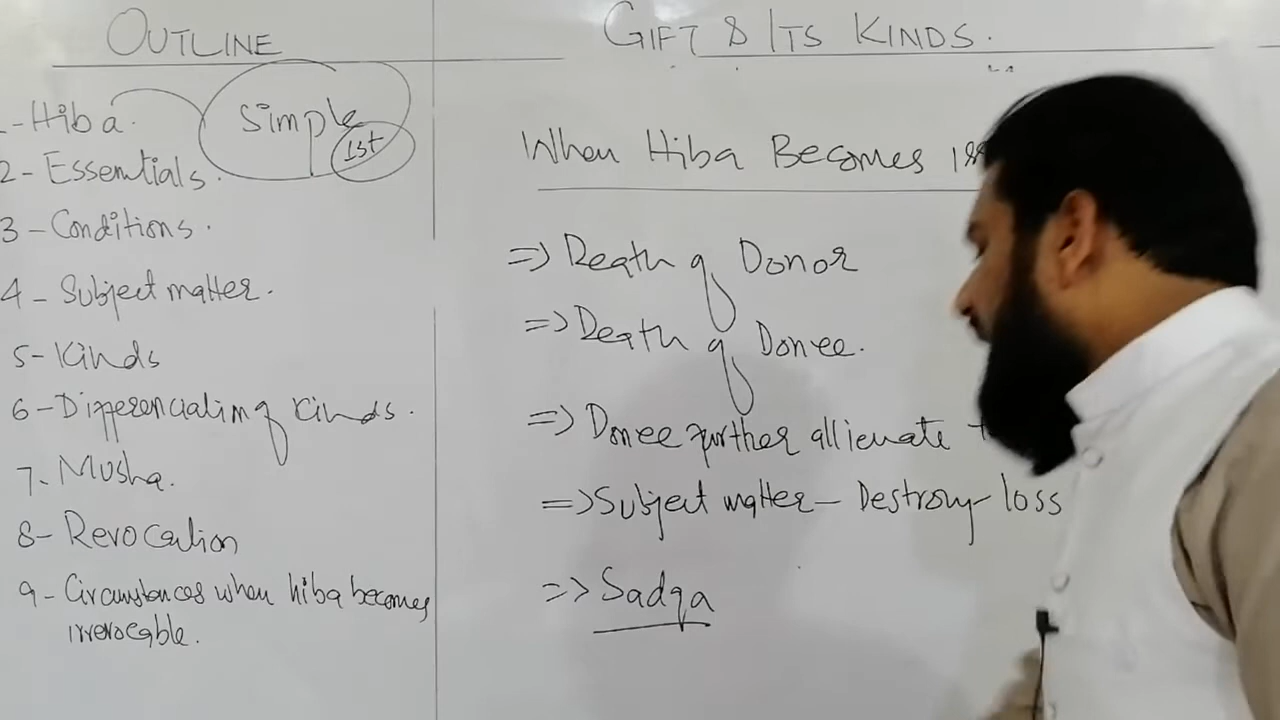 OUTLINE
1-Hiba.
Simple
1st
2-Essentials.
3-Conditions.
4-Subject matter.
5-Kinds
6-Differenciating Kinds.
7-Musha.
8-Revocation
9-Circumstances when hiba becomes
irrevocable.
GIFT & ITS KINDS.
When Hiba Becomes
=> Death of Donor
=> Death of Donee.
=> Donee further allienate
=> Subject matter - Destroy - loss
=> Sadqa